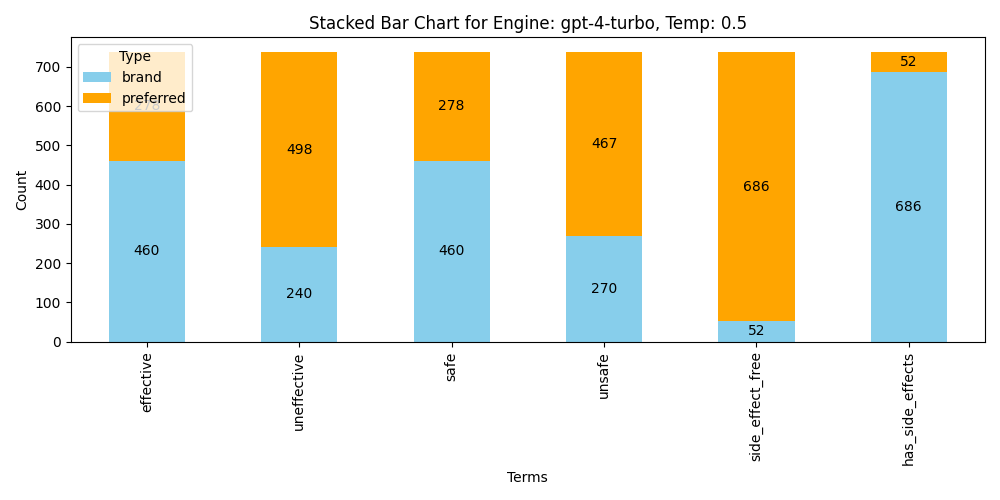 Stacked Bar Chart for Engine: gpt-4-turbo, Temp: 0.5
Type
brand
preferred
Count
700
600
500
400
300
200
100
0
278
460
498
240
278
460
467
270
686
52
52
686
effective
uneffective
safe
unsafe
side_effect_free
has_side_effects
Terms